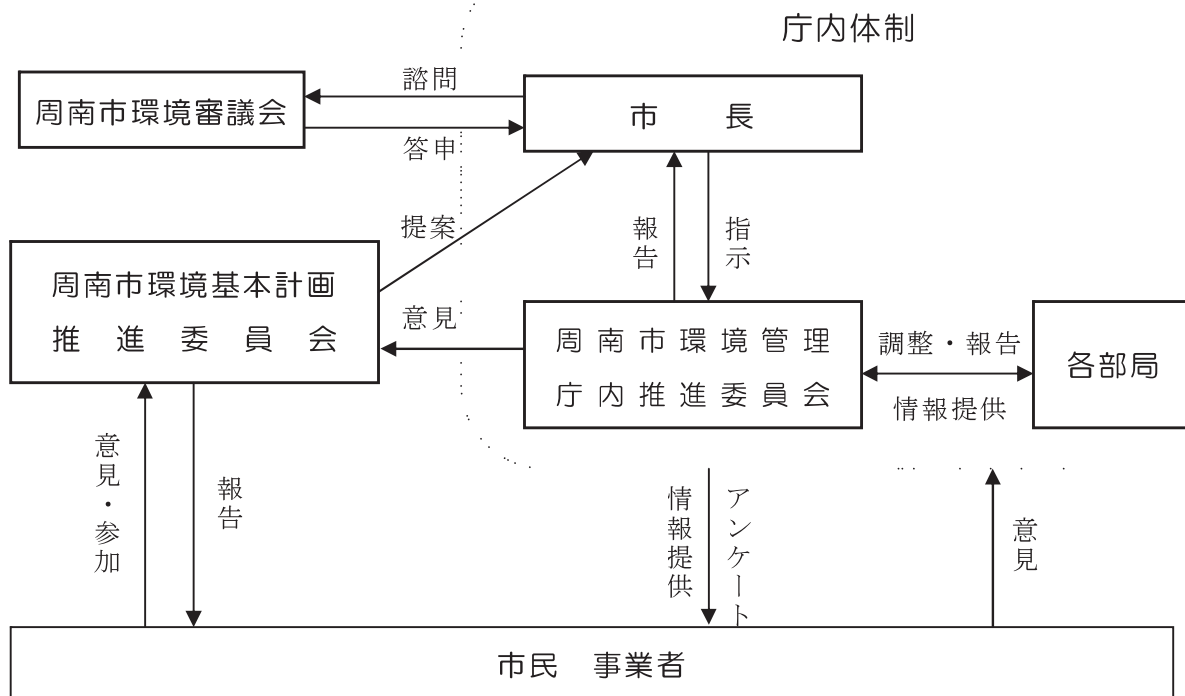 庁内体制
諮問
周南市環境審議会
市　長
答申
提案
報告
指示
周南市環境基本計画
推進委員会
意見
周南市環境管理
庁内推進委員会
調整・報告
情報提供
各部局
意見・参加
報告
情報提供
アンケート
意見
市民　事業者